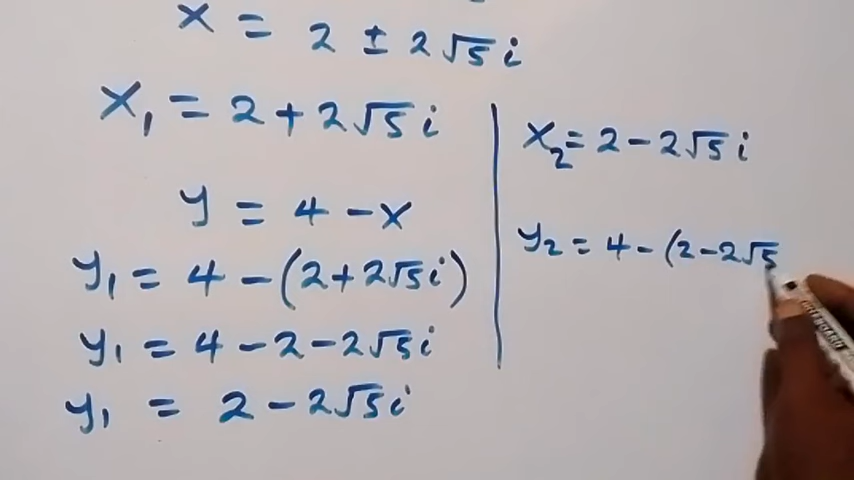 x = 2 ± 2√5 i
x₁ = 2 + 2√5 i
y = 4 - x
y₁ = 4 - (2 + 2√5 i)
y₁ = 4 - 2 - 2√5 i
y₁ = 2 - 2√5 i
x₂ = 2 - 2√5 i
y₂ = 4 - (2 - 2√5